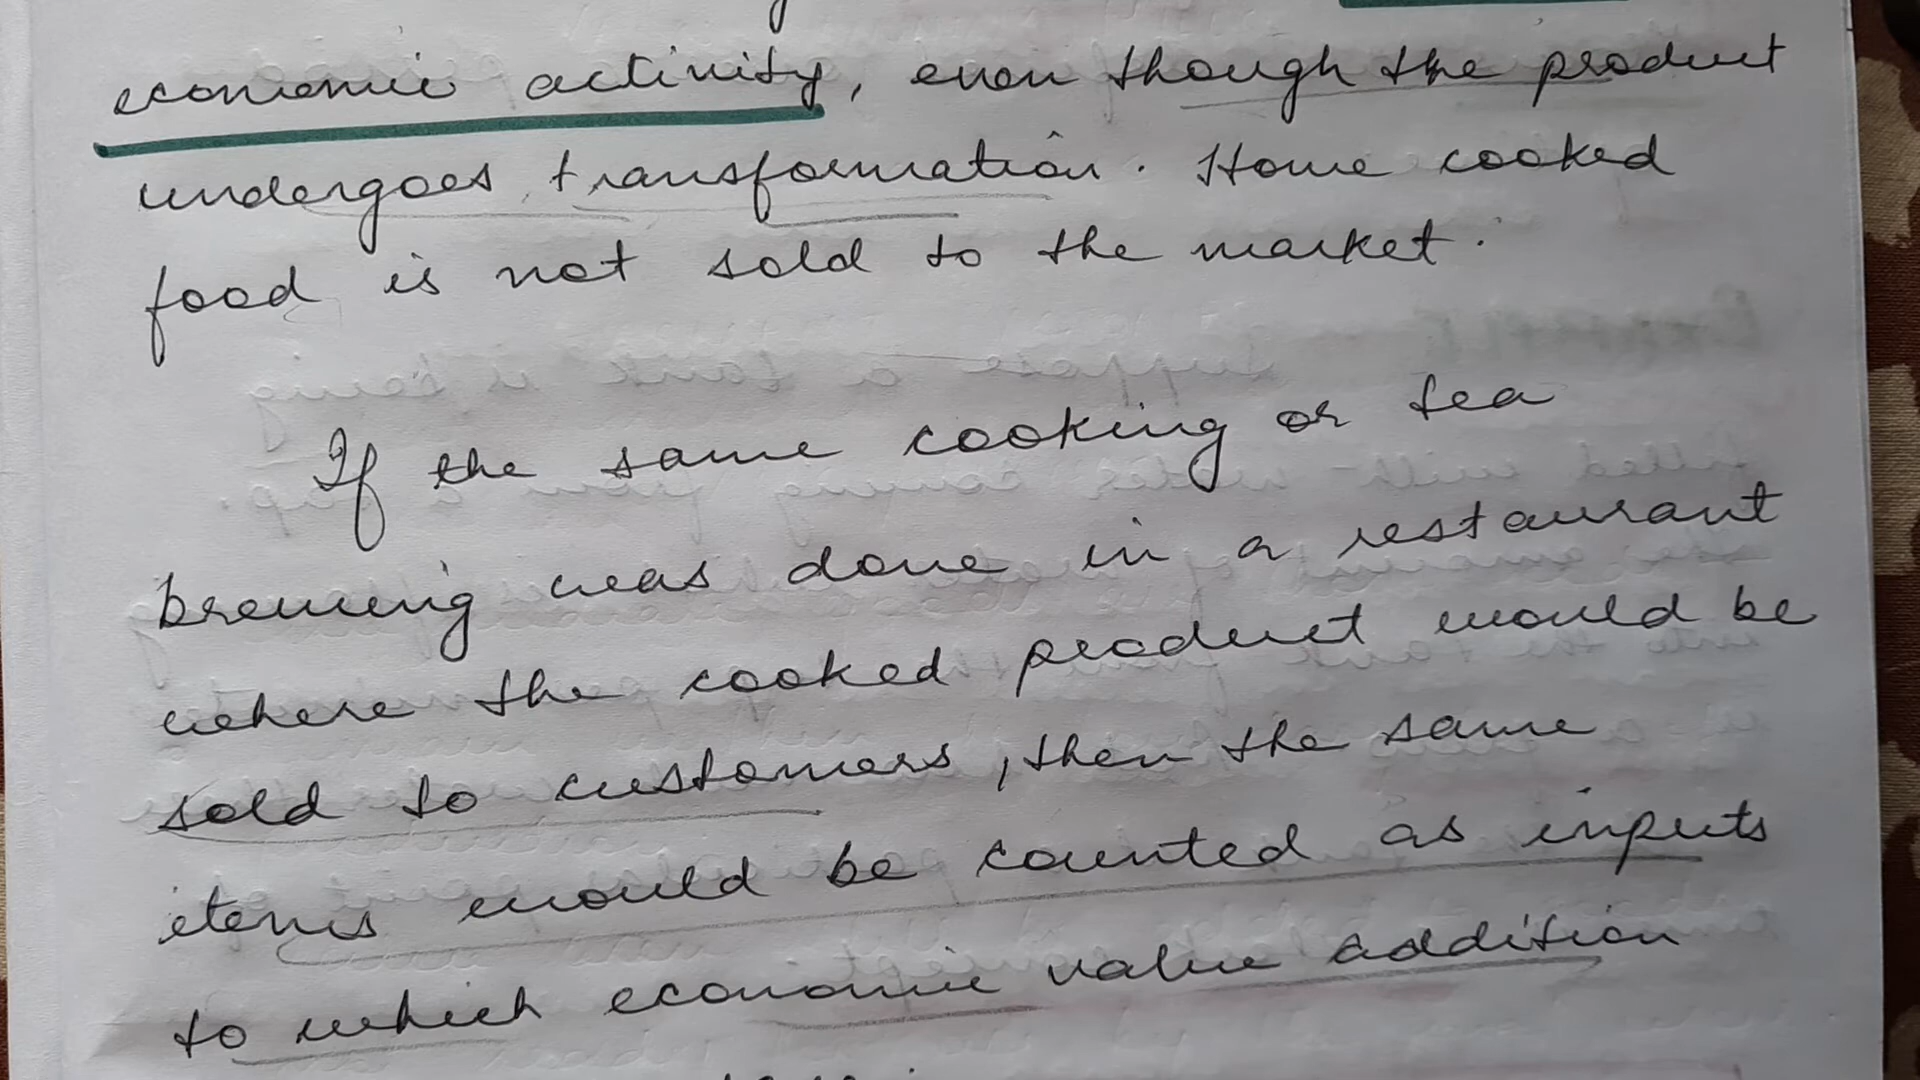 economic activity, even though the product
undergoes transformation. Home cooked
food is not sold to the market.
If the same cooking or tea
brewing was done in a restaurant
where the cooked product would be
sold to customers, then the same
items would be counted as inputs
to which economic value addition